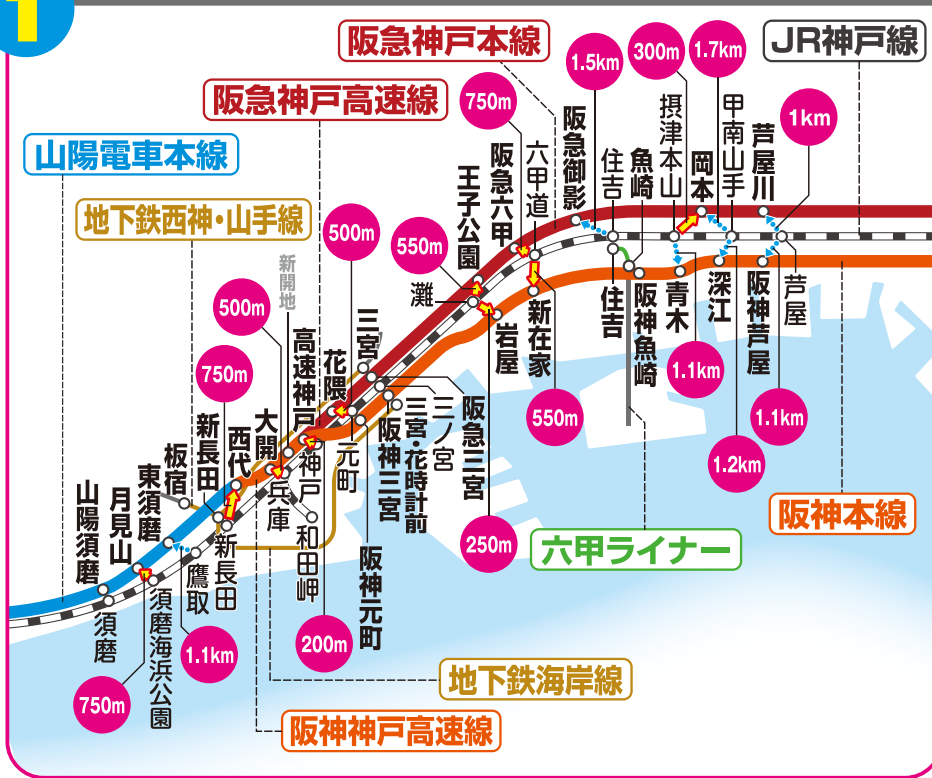 1
阪急神戸本線
JR神戸線
阪急神戸高速線
山陽電車本線
地下鉄西神・山手線
1.5km
300m
1.7km
1km
750m
550m
500m
500m
750m
芦屋川
甲南山手
岡本
摂津本山
魚崎
住吉
阪急御影
六甲道
阪急六甲
王子公園
灘
新開地
三宮
花隈
高速神戸
大開
西代
新長田
板宿
東須磨
月見山
山陽須磨
芦屋
阪神芦屋
深江
青木
阪神魚崎
住吉
新在家
岩屋
阪急三宮
三ノ宮
三宮・花時計前
阪神三宮
元町
阪神元町
神戸
和田岬
兵庫
新長田
鷹取
須磨海浜公園
須磨
1.1km
1.1km
1.2km
550m
250m
200m
1.1km
750m
阪神本線
六甲ライナー
地下鉄海岸線
阪神神戸高速線